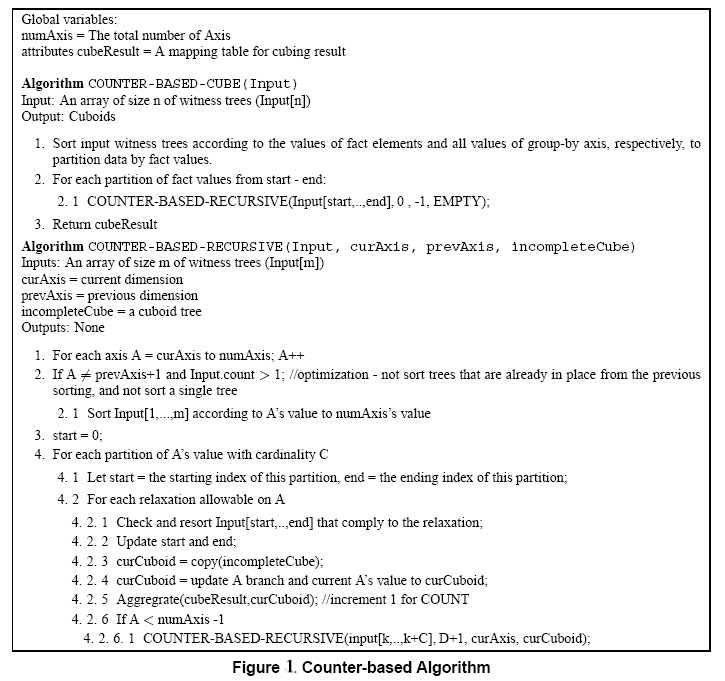 Global variables:
numAxis = The total number of Axis
attributes cubeResult = A mapping table for cubing result
Algorithm COUNTER-BASED-CUBE(Input)
Input: An array of size n of witness trees (Input[n])
Output: Cuboids
1. Sort input witness trees according to the values of fact elements and all values of group-by axis, respectively, to
partition data by fact values.
2. For each partition of fact values from start - end:
2. 1 COUNTER-BASED-RECURSIVE(Input[start,..,end], 0 , -1, EMPTY);
3. Return cubeResult
Algorithm COUNTER-BASED-RECURSIVE(Input, curAxis, prevAxis, incompleteCube)
Inputs: An array of size m of witness trees (Input[m])
curAxis = current dimension
prevAxis = previous dimension
incompleteCube = a cuboid tree
Outputs: None
1. For each axis A = curAxis to numAxis; A++
2. If A ≠ prevAxis+1 and Input.count > 1; //optimization - not sort trees that are already in place from the previous
sorting, and not sort a single tree
2. 1 Sort Input[1,...,m] according to A's value to numAxis's value
3. start = 0;
4. For each partition of A's value with cardinality C
4. 1 Let start = the starting index of this partition, end = the ending index of this partition;
4. 2 For each relaxation allowable on A
4. 2. 1 Check and resort Input[start,..,end] that comply to the relaxation;
4. 2. 2 Update start and end;
4. 2. 3 curCuboid = copy(incompleteCube);
4. 2. 4 curCuboid = update A branch and current A's value to curCuboid;
4. 2. 5 Aggregrate(cubeResult,curCuboid); //increment 1 for COUNT
4. 2. 6 If A < numAxis -1
4. 2. 6. 1 COUNTER-BASED-RECURSIVE(input[k,..,k+C], D+1, curAxis, curCuboid);
Figure 1. Counter-based Algorithm